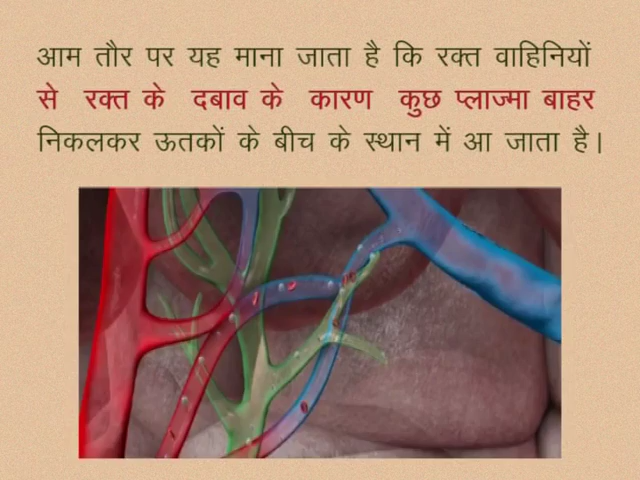 आम तौर पर यह माना जाता है कि रक्त वाहिनियों
से रक्त के दबाव के कारण कुछ प्लाज्मा बाहर
निकलकर ऊतकों के बीच के स्थान में आ जाता है।